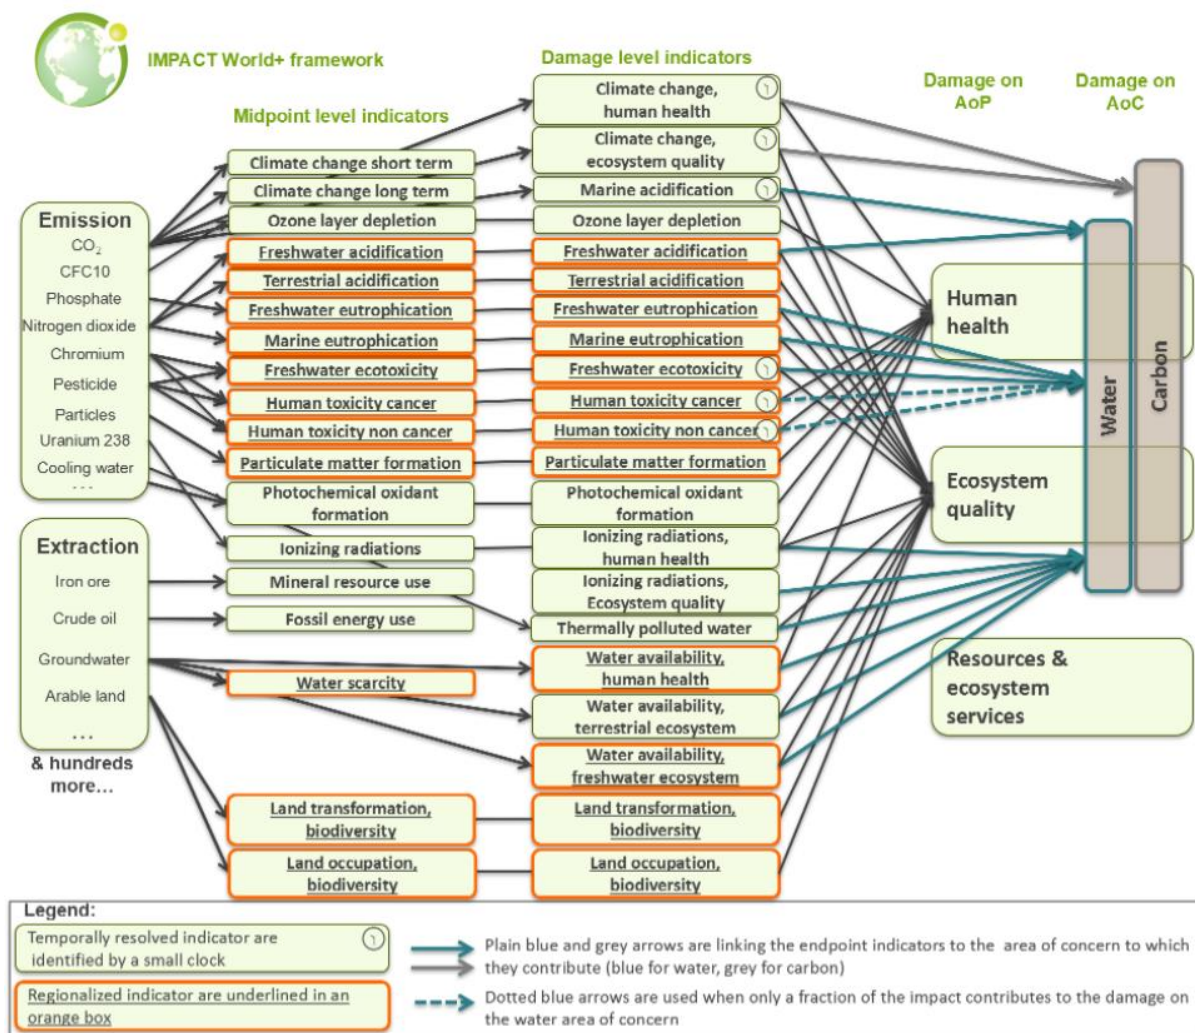 IMPACT World+ framework
Midpoint level indicators
Damage level indicators
Damage on
AoP
Damage on
AoC
Emission
CO2
CFC10
Phosphate
Nitrogen dioxide
Chromium
Pesticide
Particles
Uranium 238
Cooling water
...
Extraction
Iron ore
Crude oil
Groundwater
Arable land
...
& hundreds
more...
Climate change short term
Climate change long term
Ozone layer depletion
Freshwater acidification
Terrestrial acidification
Freshwater eutrophication
Marine eutrophication
Freshwater ecotoxicity
Human toxicity cancer
Human toxicity non cancer
Particulate matter formation
Photochemical oxidant
formation
Ionizing radiations
Mineral resource use
Fossil energy use
Water scarcity
Land transformation,
biodiversity
Land occupation,
biodiversity
Climate change,
human health
Climate change,
ecosystem quality
Marine acidification
Ozone layer depletion
Freshwater acidification
Terrestrial acidification
Freshwater eutrophication
Marine eutrophication
Freshwater ecotoxicity
Human toxicity cancer
Human toxicity non cancer
Particulate matter formation
Photochemical oxidant
formation
Ionizing radiations,
human health
Ionizing radiations,
Ecosystem quality
Thermally polluted water
Water availability,
human health
Water availability,
terrestrial ecosystem
Water availability,
freshwater ecosystem
Land transformation,
biodiversity
Land occupation,
biodiversity
Human
health
Ecosystem
quality
Resources &
ecosystem
services
Water
Carbon
Legend:
Temporally resolved indicator are
identified by a small clock
Regionalized indicator are underlined in an
orange box
Plain blue and grey arrows are linking the endpoint indicators to the area of concern to which
they contribute (blue for water, grey for carbon)
Dotted blue arrows are used when only a fraction of the impact contributes to the damage on
the water area of concern